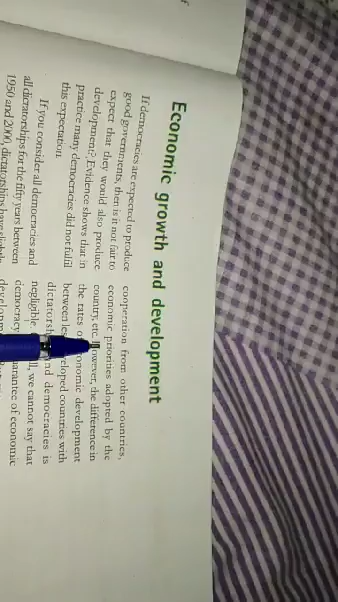 Economic growth and development
If democracies are expected to produce
good governments, then is it not fair to
expect that they would also produce
development? Evidence shows that in
practice many democracies did not fulfil
this expectation.
If you consider all democracies and
all dictatorships for the fifty years between
1950 and 2000, dictatorships have
cooperation from other countries,
economic priorities adopted by the
country, etc. However, the difference in
the rates economic development
between countries with
and democracies is
negligible. we cannot say that
democracy of economic